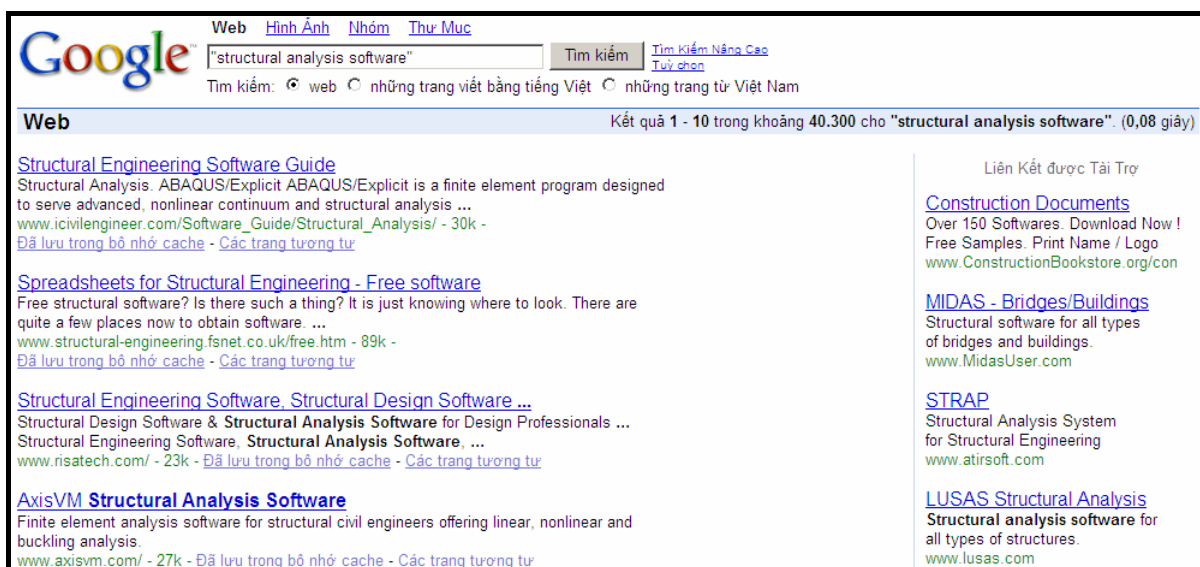 Web Hình Ảnh Nhóm Thư Mục
Google™
"structural analysis software" Tìm kiếm Tìm Kiếm Nâng Cao
Tuỳ chọn
Tìm kiếm: web những trang viết bằng tiếng Việt những trang từ Việt Nam
Web Kết quả 1 - 10 trong khoảng 40.300 cho "structural analysis software". (0,08 giây)
Structural Engineering Software Guide
Structural Analysis. ABAQUS/Explicit ABAQUS/Explicit is a finite element program designed
to serve advanced, nonlinear continuum and structural analysis ...
www.icivilengineer.com/Software_Guide/Structural_Analysis/ - 30k -
Đã lưu trong bộ nhớ cache - Các trang tương tự
Spreadsheets for Structural Engineering - Free software
Free structural software? Is there such a thing? It is just knowing where to look. There are
quite a few places now to obtain software. ...
www.structural-engineering.fsnet.co.uk/free.htm - 89k -
Đã lưu trong bộ nhớ cache - Các trang tương tự
Structural Engineering Software, Structural Design Software ...
Structural Design Software & Structural Analysis Software for Design Professionals ...
Structural Engineering Software, Structural Analysis Software, ...
www.risatech.com/ - 23k - Đã lưu trong bộ nhớ cache - Các trang tương tự
AxisVM Structural Analysis Software
Finite element analysis software for structural civil engineers offering linear, nonlinear and
buckling analysis.
www.axisvm.com/ - 27k - Đã lưu trong bộ nhớ cache - Các trang tương tự
Liên Kết được Tài Trợ
Construction Documents
Over 150 Softwares. Download Now !
Free Samples. Print Name / Logo
www.ConstructionBookstore.org/con
MIDAS - Bridges/Buildings
Structural software for all types
of bridges and buildings.
www.MidasUser.com
STRAP
Structural Analysis System
for Structural Engineering
www.atirsoft.com
LUSAS Structural Analysis
Structural analysis software for
all types of structures.
www.lusas.com